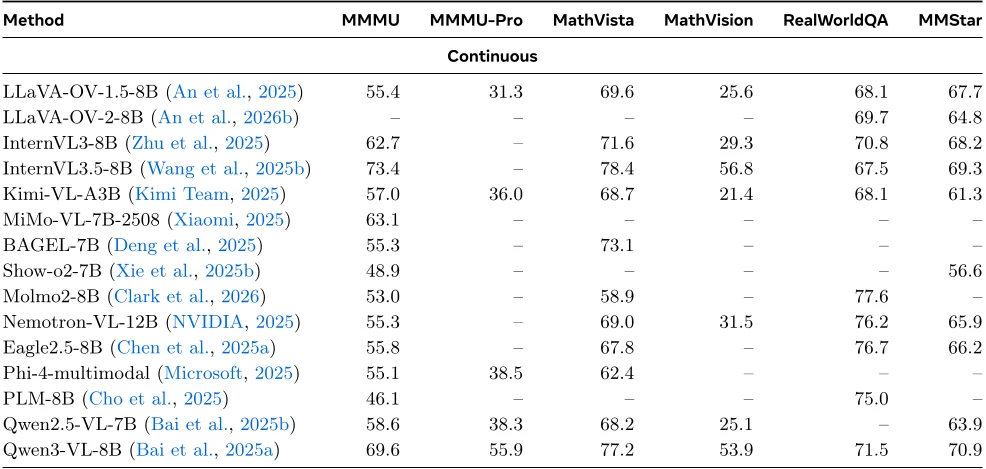 Method MMMU MMMU-Pro MathVista MathVision RealWorldQA MMStar
Continuous
LLaVA-OV-1.5-8B (An et al., 2025) 55.4 31.3 69.6 25.6 68.1 67.7
LLaVA-OV-2-8B (An et al., 2026b) – – – – 69.7 64.8
InternVL3-8B (Zhu et al., 2025) 62.7 – 71.6 29.3 70.8 68.2
InternVL3.5-8B (Wang et al., 2025b) 73.4 – 78.4 56.8 67.5 69.3
Kimi-VL-A3B (Kimi Team, 2025) 57.0 36.0 68.7 21.4 68.1 61.3
MiMo-VL-7B-2508 (Xiaomi, 2025) 63.1 – – – – –
BAGEL-7B (Deng et al., 2025) 55.3 – 73.1 – – –
Show-o2-7B (Xie et al., 2025b) 48.9 – – – – 56.6
Molmo2-8B (Clark et al., 2026) 53.0 – 58.9 – 77.6 –
Nemotron-VL-12B (NVIDIA, 2025) 55.3 – 69.0 31.5 76.2 65.9
Eagle2.5-8B (Chen et al., 2025a) 55.8 – 67.8 – 76.7 66.2
Phi-4-multimodal (Microsoft, 2025) 55.1 38.5 62.4 – – –
PLM-8B (Cho et al., 2025) 46.1 – – – 75.0 –
Qwen2.5-VL-7B (Bai et al., 2025b) 58.6 38.3 68.2 25.1 – 63.9
Qwen3-VL-8B (Bai et al., 2025a) 69.6 55.9 77.2 53.9 71.5 70.9